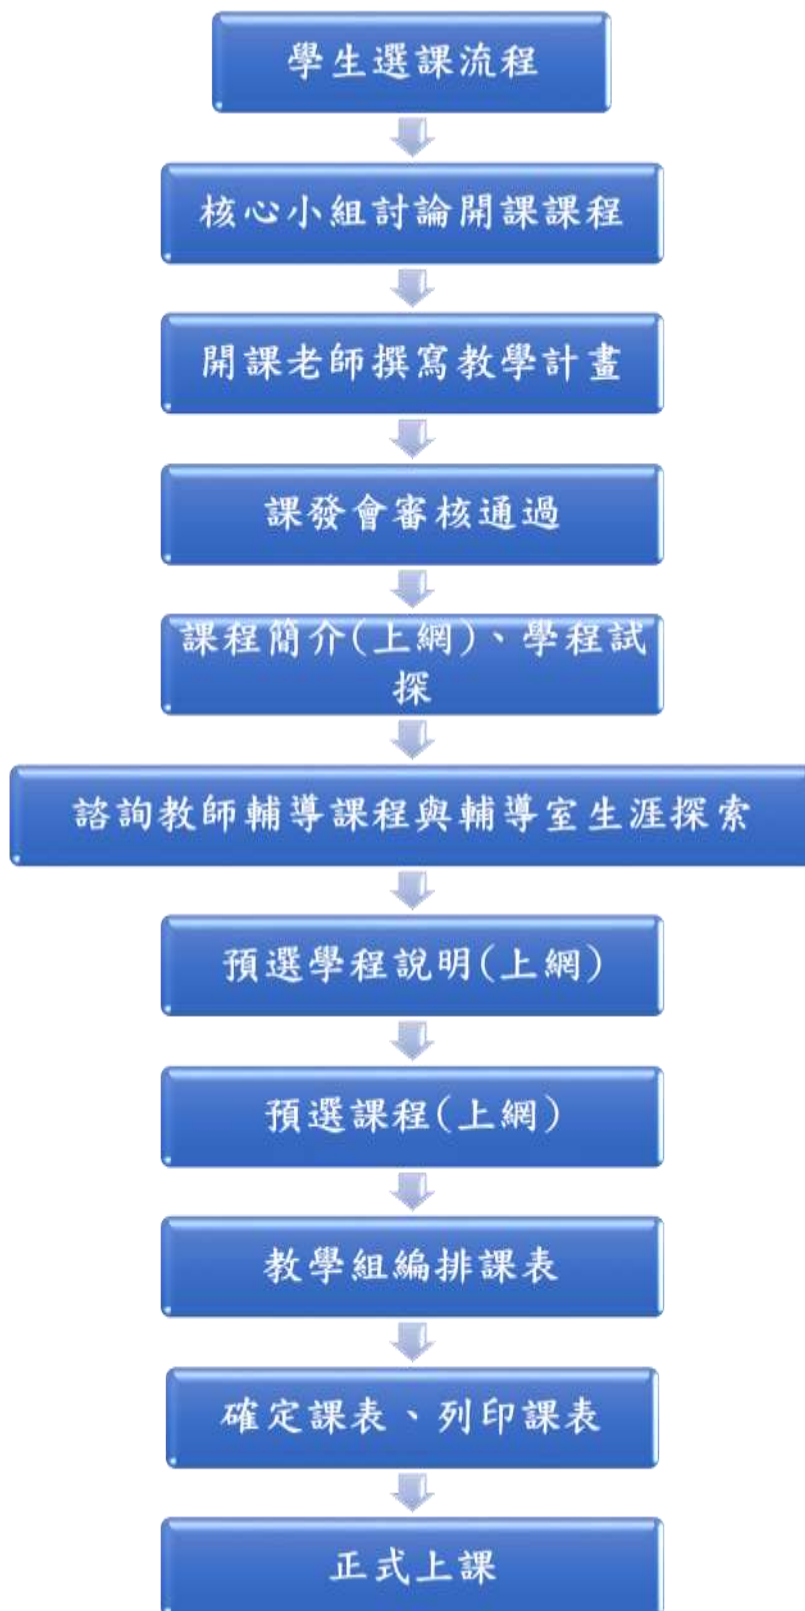 學生選課流程
核心小組討論開課課程
開課老師撰寫教學計畫
課發會審核通過
課程簡介(上網)、學程試
探
諮詢教師輔導課程與輔導室生涯探索
預選學程說明(上網)
預選課程(上網)
教學組編排課表
確定課表、列印課表
正式上課